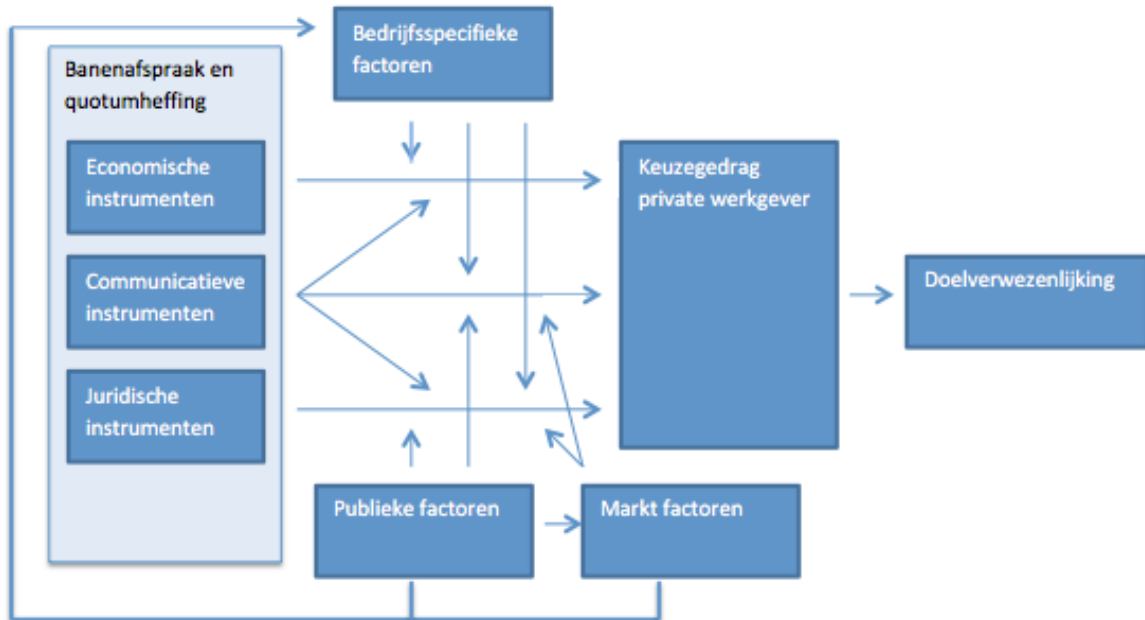 Bedrijfsspecifieke
factoren
Banenafspraak en
quotumheffing
Economische
instrumenten
Communicatieve
instrumenten
Juridische
instrumenten
Keuzegedrag
private werkgever
Doelverwezenlijking
Publieke factoren
Markt factoren